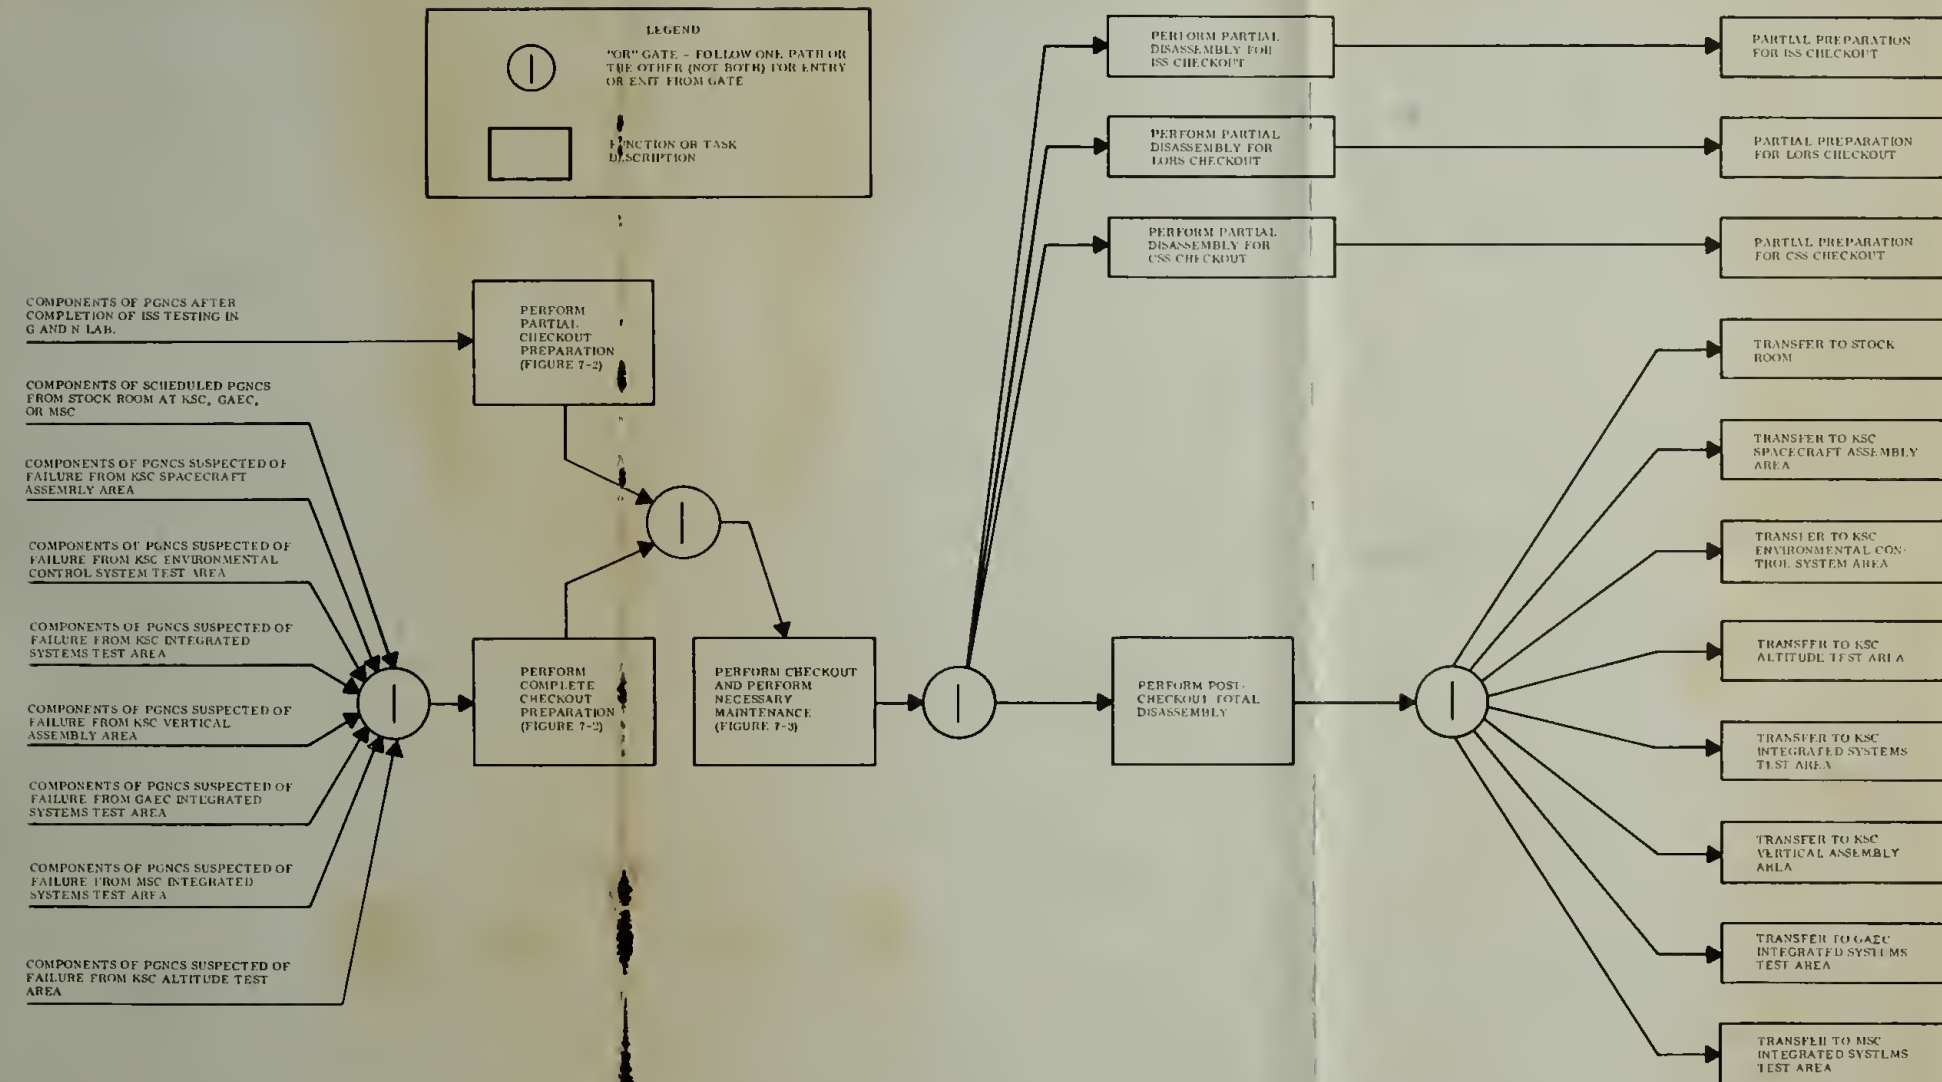 LEGEND
"OR" GATE - FOLLOW ONE PATH OR
THE OTHER (NOT BOTH) FOR ENTRY
OR EXIT FROM GATE
FUNCTION OR TASK
DESCRIPTION
COMPONENTS OF PGNCS AFTER
COMPLETION OF ISS TESTING IN
G AND N LAB.
COMPONENTS OF SCHEDULED PGNCS
FROM STOCK ROOM AT KSC, GAEC,
OR MSC
COMPONENTS OF PGNCS SUSPECTED OF
FAILURE FROM KSC SPACECRAFT
ASSEMBLY AREA
COMPONENTS OF PGNCS SUSPECTED OF
FAILURE FROM KSC ENVIRONMENTAL
CONTROL SYSTEM TEST AREA
COMPONENTS OF PGNCS SUSPECTED OF
FAILURE FROM KSC INTEGRATED
SYSTEMS TEST AREA
COMPONENTS OF PGNCS SUSPECTED OF
FAILURE FROM KSC VERTICAL
ASSEMBLY AREA
COMPONENTS OF PGNCS SUSPECTED OF
FAILURE FROM GAEC INTEGRATED
SYSTEMS TEST AREA
COMPONENTS OF PGNCS SUSPECTED OF
FAILURE FROM MSC INTEGRATED
SYSTEMS TEST AREA
COMPONENTS OF PGNCS SUSPECTED OF
FAILURE FROM KSC ALTITUDE TEST
AREA
PERFORM
PARTIAL
CHECKOUT
PREPARATION
(FIGURE 7-2)
PERFORM
COMPLETE
CHECKOUT
PREPARATION
(FIGURE 7-2)
PERFORM CHECKOUT
AND PERFORM
NECESSARY
MAINTENANCE
(FIGURE 7-3)
PERFORM PARTIAL
DISASSEMBLY FOR
ISS CHECKOUT
PERFORM PARTIAL
DISASSEMBLY FOR
LORS CHECKOUT
PERFORM PARTIAL
DISASSEMBLY FOR
CSS CHECKOUT
PERFORM POST-
CHECKOUT TOTAL
DISASSEMBLY
PARTIAL PREPARATION
FOR ISS CHECKOUT
PARTIAL PREPARATION
FOR LORS CHECKOUT
PARTIAL PREPARATION
FOR CSS CHECKOUT
TRANSFER TO STOCK
ROOM
TRANSFER TO KSC
SPACECRAFT ASSEMBLY
AREA
TRANSFER TO KSC
ENVIRONMENTAL CON-
TROL SYSTEM AREA
TRANSFER TO KSC
ALTITUDE TEST AREA
TRANSFER TO KSC
INTEGRATED SYSTEMS
TEST AREA
TRANSFER TO KSC
VERTICAL ASSEMBLY
AREA
TRANSFER TO GAEC
INTEGRATED SYSTEMS
TEST AREA
TRANSFER TO MSC
INTEGRATED SYSTEMS
TEST AREA